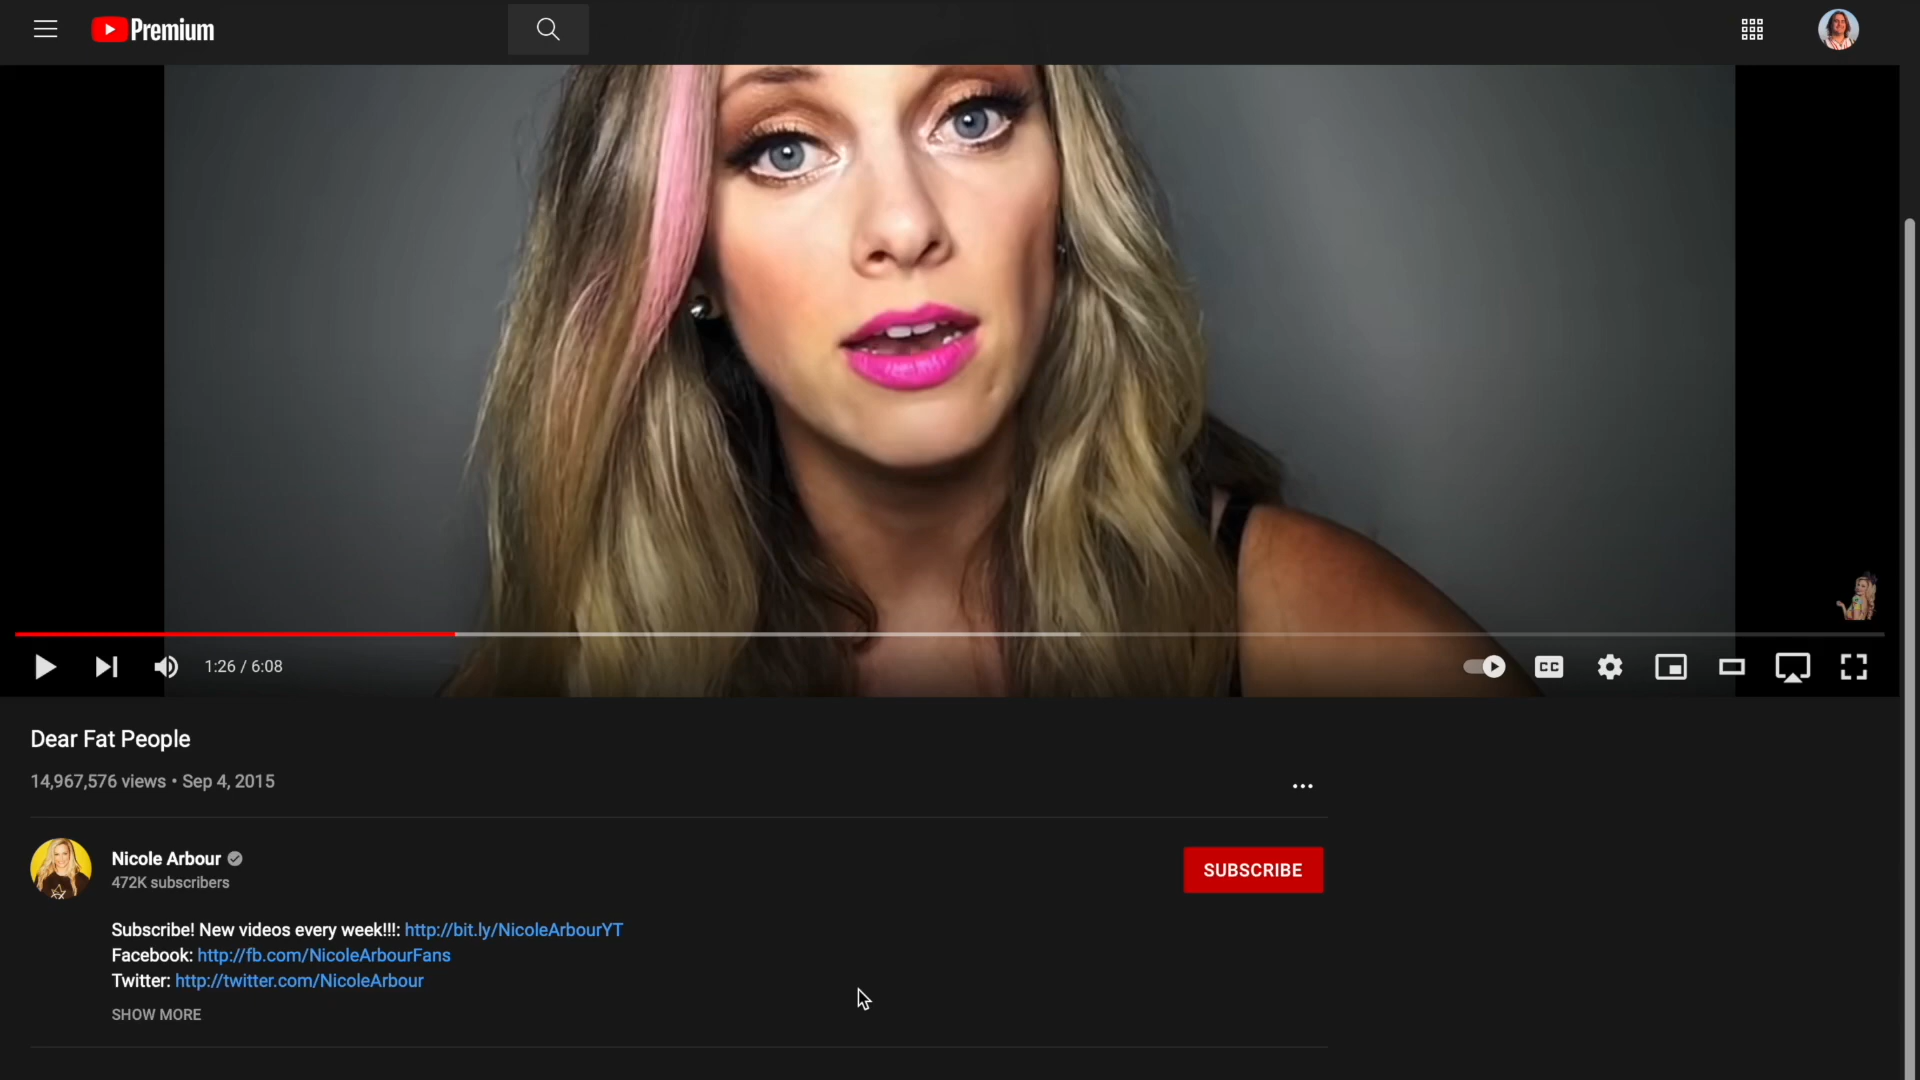 Premium
1:26 / 6:08
CC
Dear Fat People
14,967,576 views • Sep 4, 2015
Nicole Arbour
472K subscribers
SUBSCRIBE
Subscribe! New videos every week!!!: http://bit.ly/NicoleArbourYT
Facebook: http://fb.com/NicoleArbourFans
Twitter: http://twitter.com/NicoleArbour
SHOW MORE